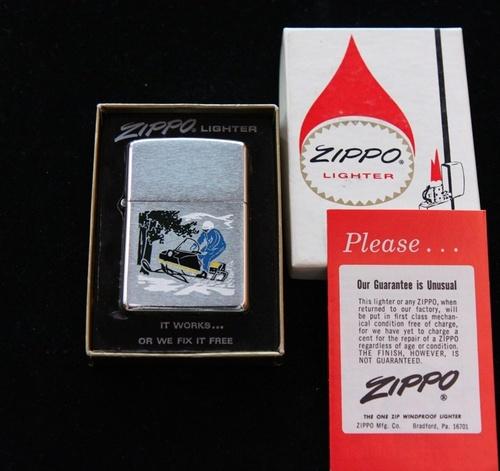 ZIPPO® LIGHTER
IT WORKS...
OR WE FIX IT FREE
ZIPPO®
LIGHTER
Please...
Our Guarantee is Unusual
This lighter or any ZIPPO, when
returned to our factory, will
be put in first class mechan-
ical condition free of charge,
for we have yet to charge a
cent for the repair of a ZIPPO
regardless of age or condition.
THE FINISH, HOWEVER, IS
NOT GUARANTEED.
ZIPPO®
THE ONE ZIP WINDPROOF LIGHTER
ZIPPO Mfg. Co. Bradford, Pa. 16701